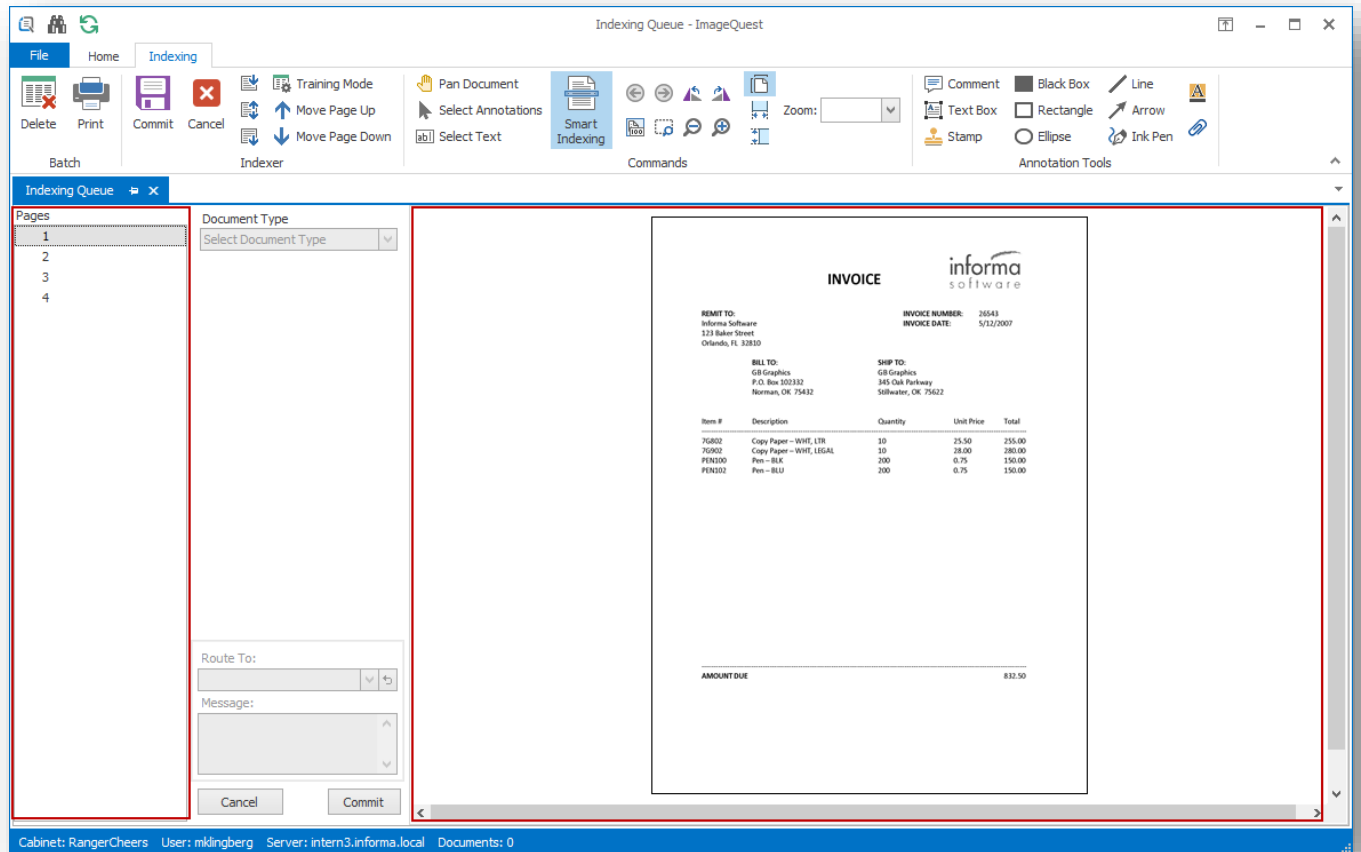 Indexing Queue - ImageQuest
File Home Indexing
Delete Print Commit Cancel Training Mode Move Page Up Move Page Down
Pan Document Select Annotations Select Text Smart Indexing Zoom:
Comment Black Box Line A
Text Box Rectangle Arrow
Stamp Ellipse Ink Pen
Batch Indexer Commands Annotation Tools
Indexing Queue
Pages
1
2
3
4
Document Type
Select Document Type
Route To:
Message:
Cancel Commit
informa
software
INVOICE
REMIT TO: INVOICE NUMBER: 26543
Informa Software INVOICE DATE: 5/12/2007
123 Baker Street
Orlando, FL 32810
BILL TO: SHIP TO:
GB Graphics GB Graphics
P.O. Box 102332 345 Oak Parkway
Norman, OK 75432 Stillwater, OK 75622
Item # Description Quantity Unit Price Total
7G802 Copy Paper – WHT, LTR 10 25.50 255.00
7G902 Copy Paper – WHT, LEGAL 10 28.00 280.00
PEN100 Pen – BLK 200 0.75 150.00
PEN102 Pen – BLU 200 0.75 150.00
AMOUNT DUE 832.50
Cabinet: RangerCheers User: mklingberg Server: intern3.informa.local Documents: 0